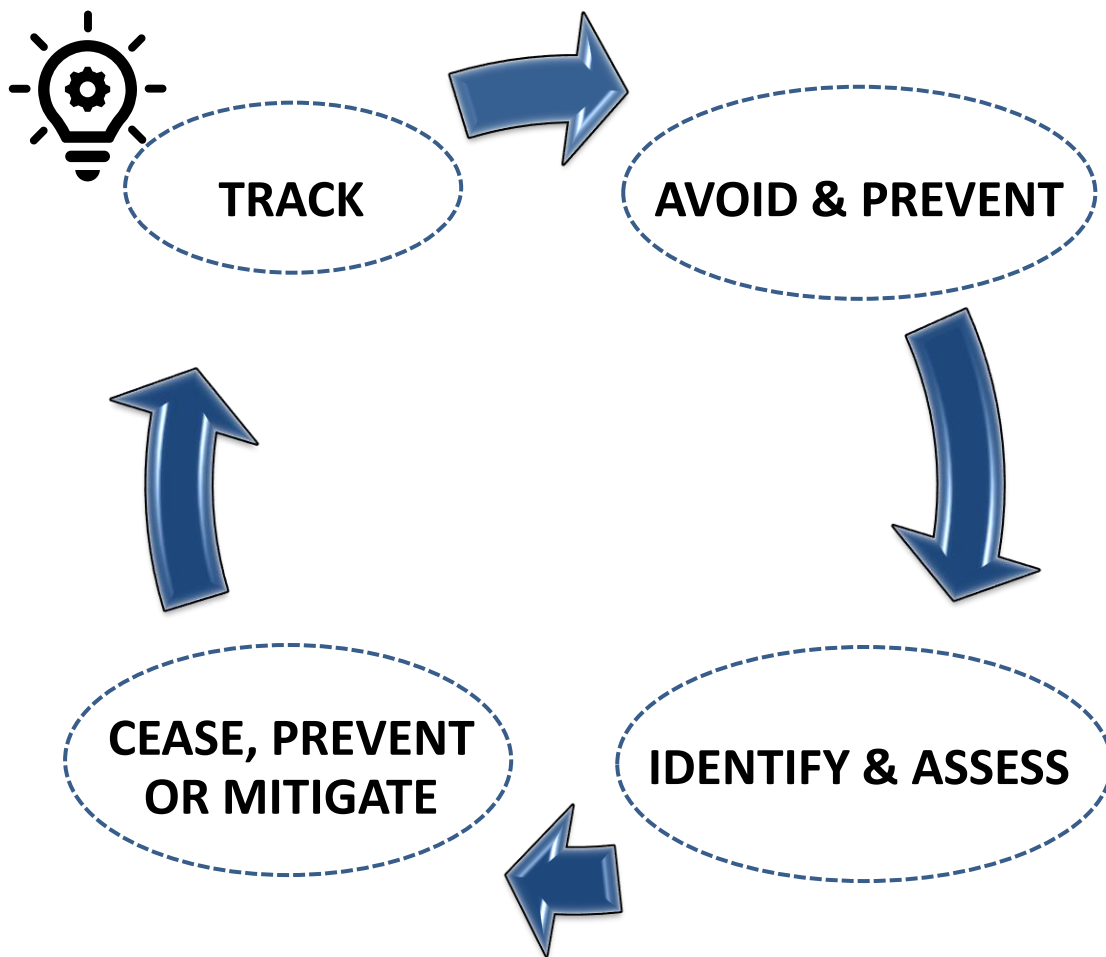 TRACK
AVOID & PREVENT
IDENTIFY & ASSESS
CEASE, PREVENT
OR MITIGATE